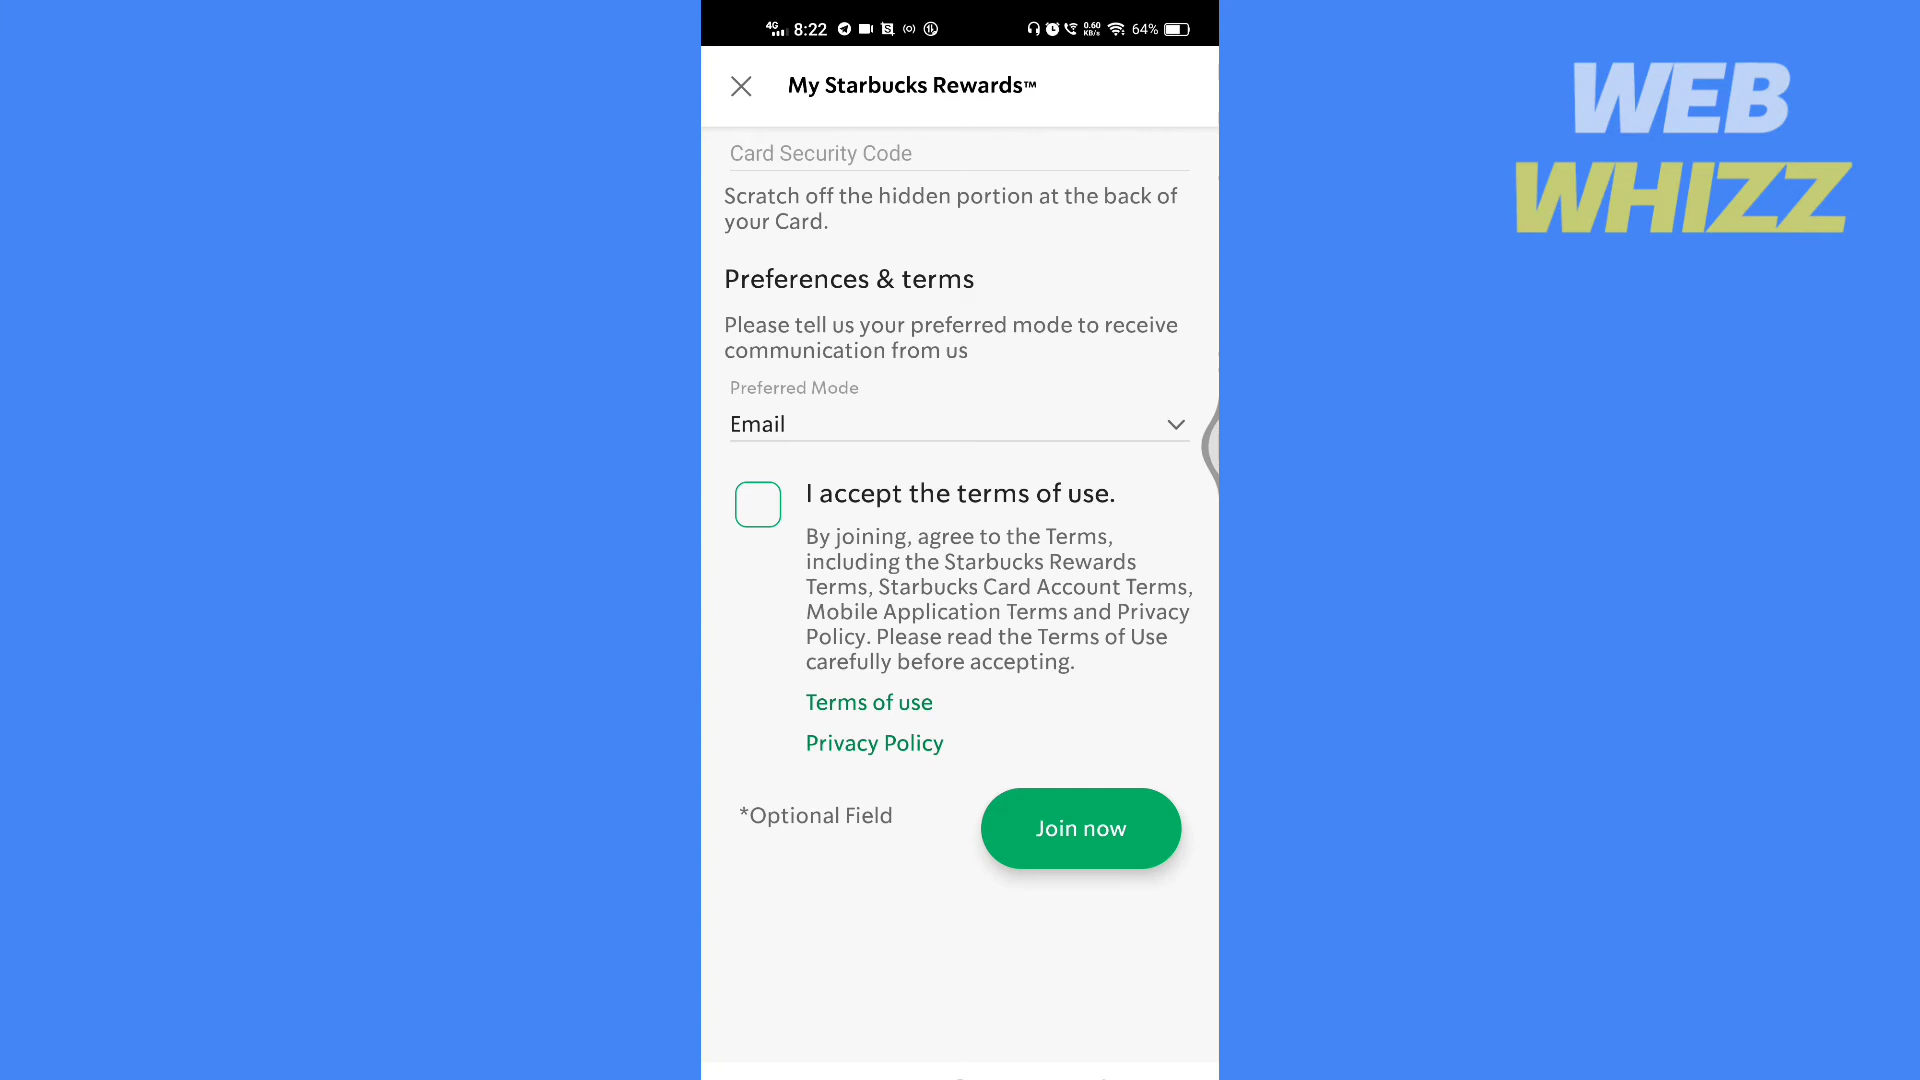 4G 8:22 0.60 KB/s 64%
My Starbucks Rewards™
WEB
WHIZZ
Card Security Code
Scratch off the hidden portion at the back of
your Card.
Preferences & terms
Please tell us your preferred mode to receive
communication from us
Preferred Mode
Email
I accept the terms of use.
By joining, agree to the Terms,
including the Starbucks Rewards
Terms, Starbucks Card Account Terms,
Mobile Application Terms and Privacy
Policy. Please read the Terms of Use
carefully before accepting.
Terms of use
Privacy Policy
*Optional Field
Join now